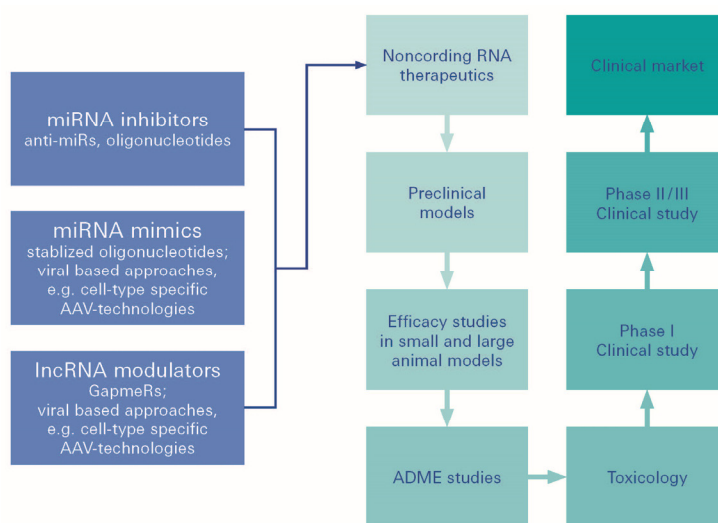 miRNA inhibitors
anti-miRs, oligonucleotides
miRNA mimics
stablized oligonucleotides;
viral based approaches,
e.g. cell-type specific
AAV-technologies
lncRNA modulators
GapmeRs;
viral based approaches,
e.g. cell-type specific
AAV-technologies
Noncording RNA
therapeutics
Preclinical
models
Efficacy studies
in small and large
animal models
ADME studies
Toxicology
Phase I
Clinical study
Phase II/III
Clinical study
Clinical market